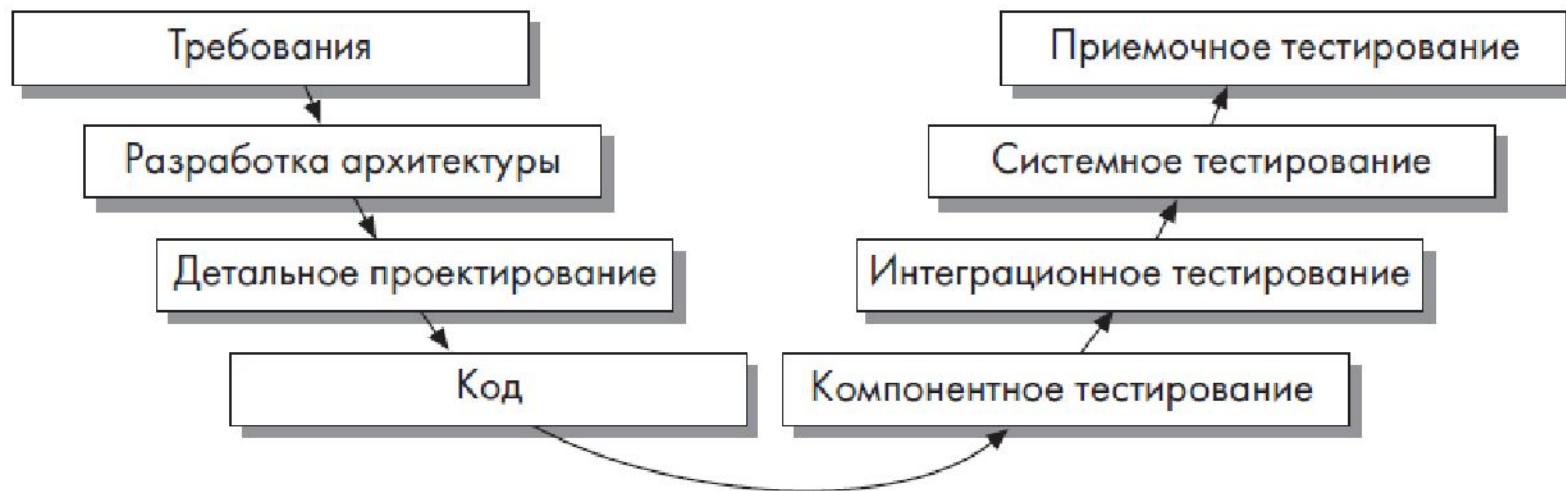 Требования
Разработка архитектуры
Детальное проектирование
Код
Компонентное тестирование
Интеграционное тестирование
Системное тестирование
Приемочное тестирование